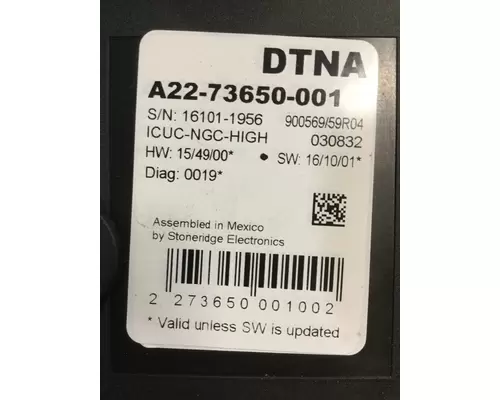 DTNA
A22-73650-001
S/N: 16101-1956 900569/59R04
ICUC-NGC-HIGH 030832
HW: 15/49/00* • SW: 16/10/01*
Diag: 0019*
Assembled in Mexico
by Stoneridge Electronics
2 273650 001002
* Valid unless SW is updated